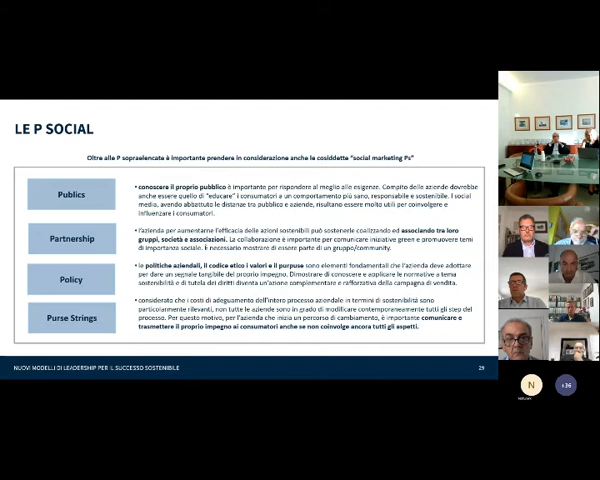 LE P SOCIAL
Oltre alle P sopraelencate è importante prendere in considerazione anche le cosiddette "social marketing Ps"
Publics
• conoscere il proprio pubblico è importante per rispondere al meglio alle esigenze. Compito delle aziende dovrebbe
anche essere quello di "educare" i consumatori a un comportamento più sano, responsabile e sostenibile. I social
media, avendo abbattuto le distanze tra pubblico e aziende, risultano essere molto utili per coinvolgere e
influenzare i consumatori.
Partnership
• l'azienda per aumentarne l'efficacia delle azioni sostenibili può sostenerle coalizzando ed associando tra loro
gruppi, società e associazioni. La collaborazione è importante per comunicare iniziative green e promuovere temi
di importanza sociale. È necessario mostrare di essere parte di un gruppo/community.
Policy
• le politiche aziendali, il codice etico i valori e il purpuse sono elementi fondamentali che l'azienda deve adottare
per dare un segnale tangibile del proprio impegno. Dimostrare di conoscere e applicare le normative a tema
sostenibilità e di tutela dei diritti diventa un'azione complementare e rafforzativa della campagna di vendita.
Purse Strings
• considerato che i costi di adeguamento dell'intero processo aziendale in termini di sostenibilità sono
particolarmente rilevanti, non tutte le aziende sono in grado di modificare contemporaneamente tutti gli step del
processo. Per questo motivo, per l'azienda che inizia un percorso di cambiamento, è importante comunicare e
trasmettere il proprio impegno ai consumatori anche se non coinvolge ancora tutti gli aspetti.
NUOVI MODELLI DI LEADERSHIP PER IL SUCCESSO SOSTENIBILE
29
N
+36